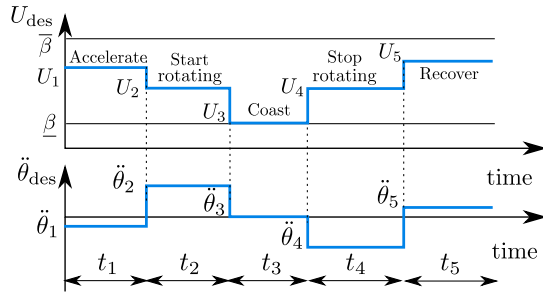 U_des
β̅
Accelerate
Start
rotating
Stop
rotating
U_5
U_1
U_2
U_4
Recover
U_3
Coast
β̲
time
θ̈_des
θ̈_2
θ̈_3
θ̈_5
θ̈_1
θ̈_4
time
t_1
t_2
t_3
t_4
t_5